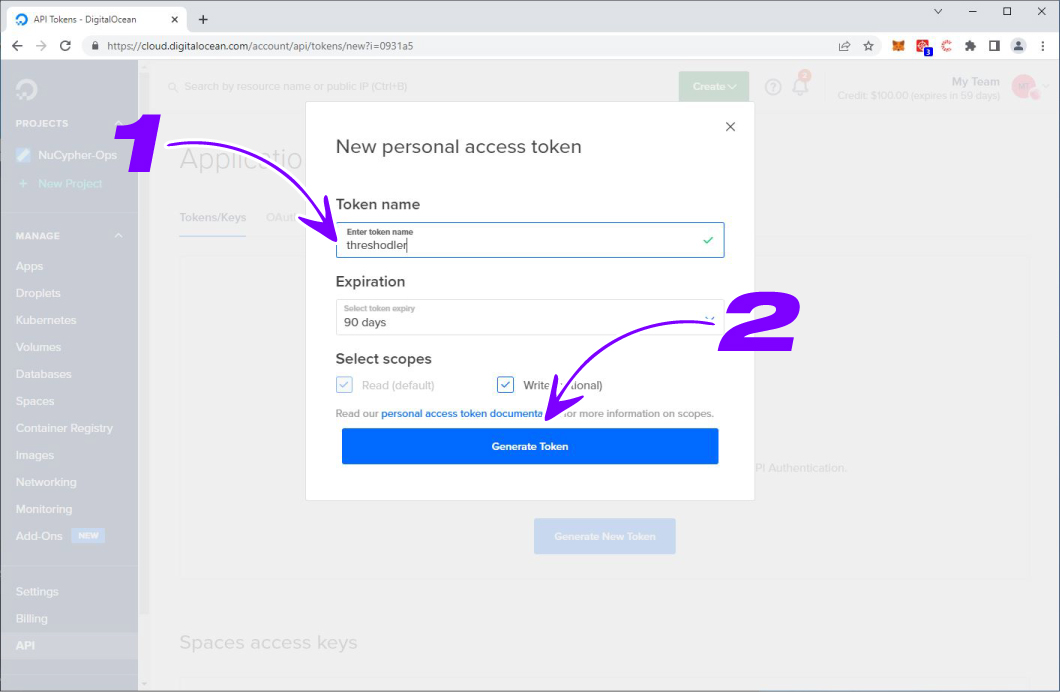 API Tokens - DigitalOcean
https://cloud.digitalocean.com/account/api/tokens/new?i=0931a5
3
Search by resource name or public IP (Ctrl+B)
Create
My Team
Credit: $100.00 (expires in 59 days)
MT
PROJECTS
NuCypher-Ops
+ New Project
MANAGE
Apps
Droplets
Kubernetes
Volumes
Databases
Spaces
Container Registry
Images
Networking
Monitoring
Add-Ons NEW
Settings
Billing
API
Applicatio
Tokens/Keys
1
New personal access token
Token name
Enter token name
threshodler
Expiration
Select token expiry
90 days
2
Select scopes
Read (default)
Write
Read our personal access token documenta for more information on scopes.
Generate Token
PI Authentication.
Generate New Token
Spaces access keys